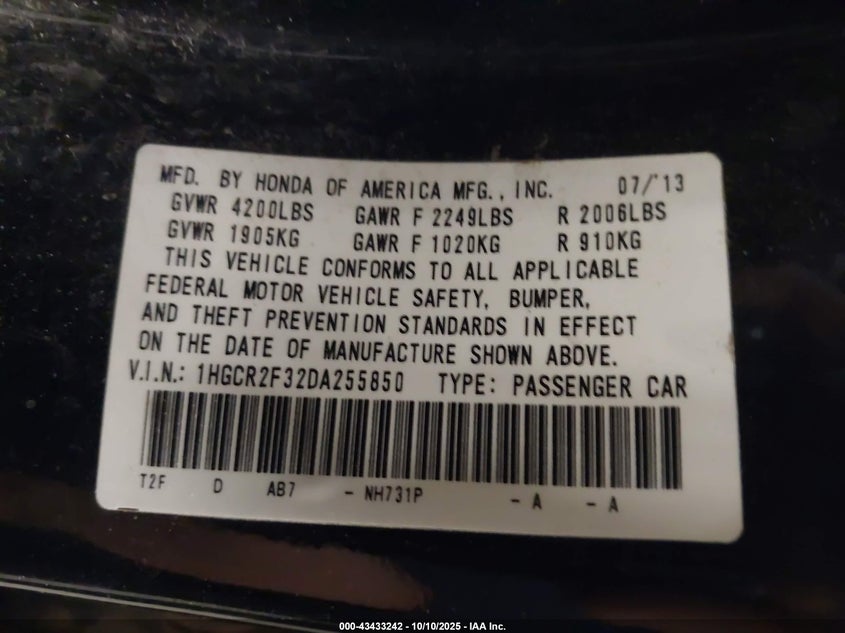 MFD. BY HONDA OF AMERICA MFG., INC. 07/'13
GVWR 4200LBS GAWR F 2249LBS R 2006LBS
GVWR 1905KG GAWR F 1020KG R 910KG
THIS VEHICLE CONFORMS TO ALL APPLICABLE
FEDERAL MOTOR VEHICLE SAFETY, BUMPER,
AND THEFT PREVENTION STANDARDS IN EFFECT
ON THE DATE OF MANUFACTURE SHOWN ABOVE.
V.I.N.: 1HGCR2F32DA255850 TYPE: PASSENGER CAR
T2F D AB7 - NH731P - A - A
000-43433242 - 10/10/2025 - IAA Inc.